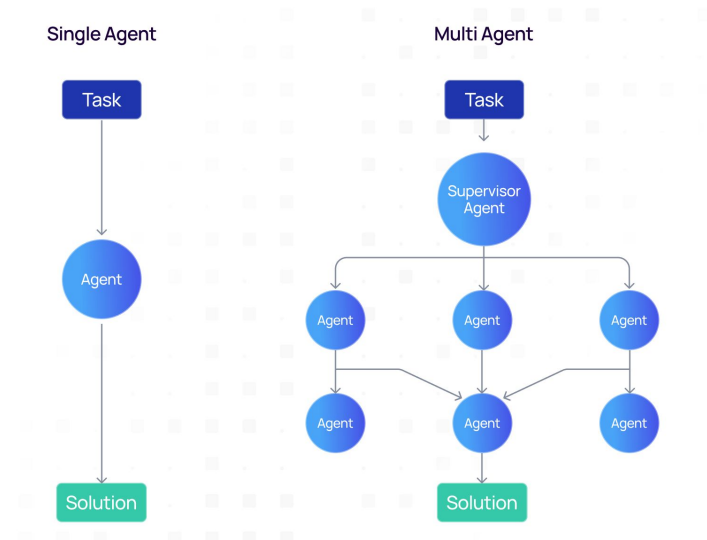 Single Agent
Task
Agent
Solution
Multi Agent
Task
Supervisor
Agent
Agent
Agent
Agent
Agent
Agent
Agent
Solution